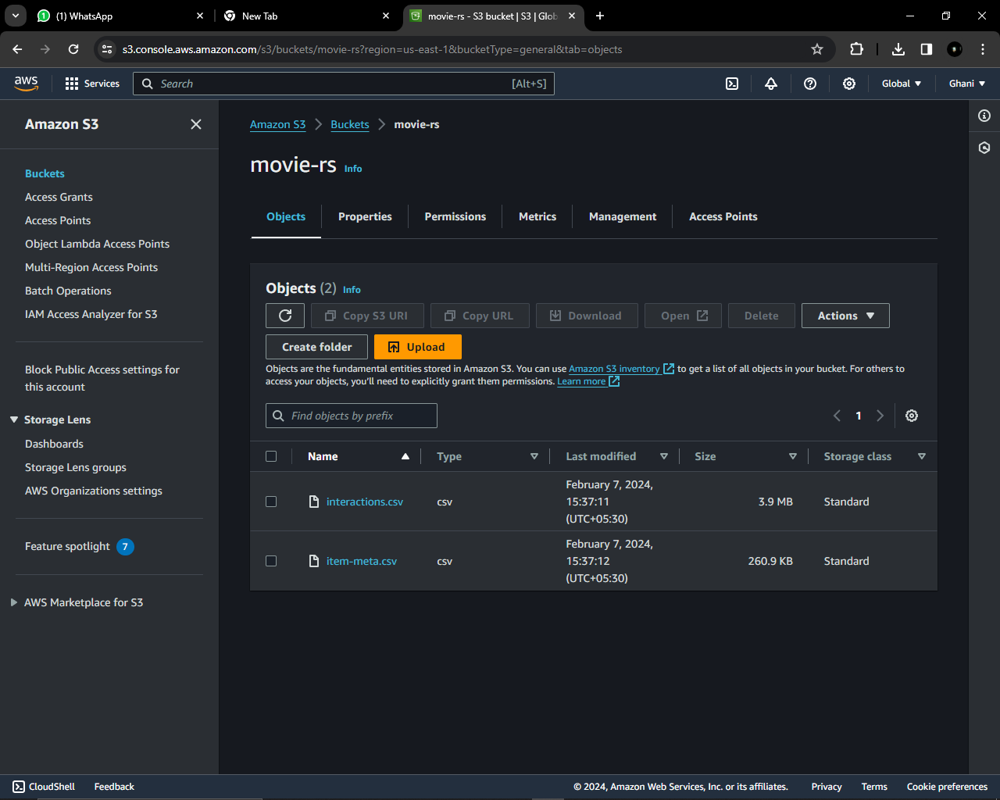 (1) WhatsApp
New Tab
movie-rs - S3 bucket | S3 | Glob
s3.console.aws.amazon.com/s3/buckets/movie-rs?region=us-east-1&bucketType=general&tab=objects
aws
Services
Search
[Alt+S]
Global
Ghani
Amazon S3
Buckets
Access Grants
Access Points
Object Lambda Access Points
Multi-Region Access Points
Batch Operations
IAM Access Analyzer for S3
Block Public Access settings for
this account
Storage Lens
Dashboards
Storage Lens groups
AWS Organizations settings
Feature spotlight 7
AWS Marketplace for S3
Amazon S3 > Buckets > movie-rs
movie-rs Info
Objects
Properties
Permissions
Metrics
Management
Access Points
Objects (2) Info
Copy S3 URI
Copy URL
Download
Open
Delete
Actions
Create folder
Upload
Objects are the fundamental entities stored in Amazon S3. You can use Amazon S3 inventory to get a list of all objects in your bucket. For others to
access your objects, you'll need to explicitly grant them permissions. Learn more
Find objects by prefix
1
Name
Type
Last modified
Size
Storage class
interactions.csv
csv
February 7, 2024,
15:37:11
(UTC+05:30)
3.9 MB
Standard
item-meta.csv
csv
February 7, 2024,
15:37:12
(UTC+05:30)
260.9 KB
Standard
CloudShell
Feedback
© 2024, Amazon Web Services, Inc. or its affiliates.
Privacy
Terms
Cookie preferences